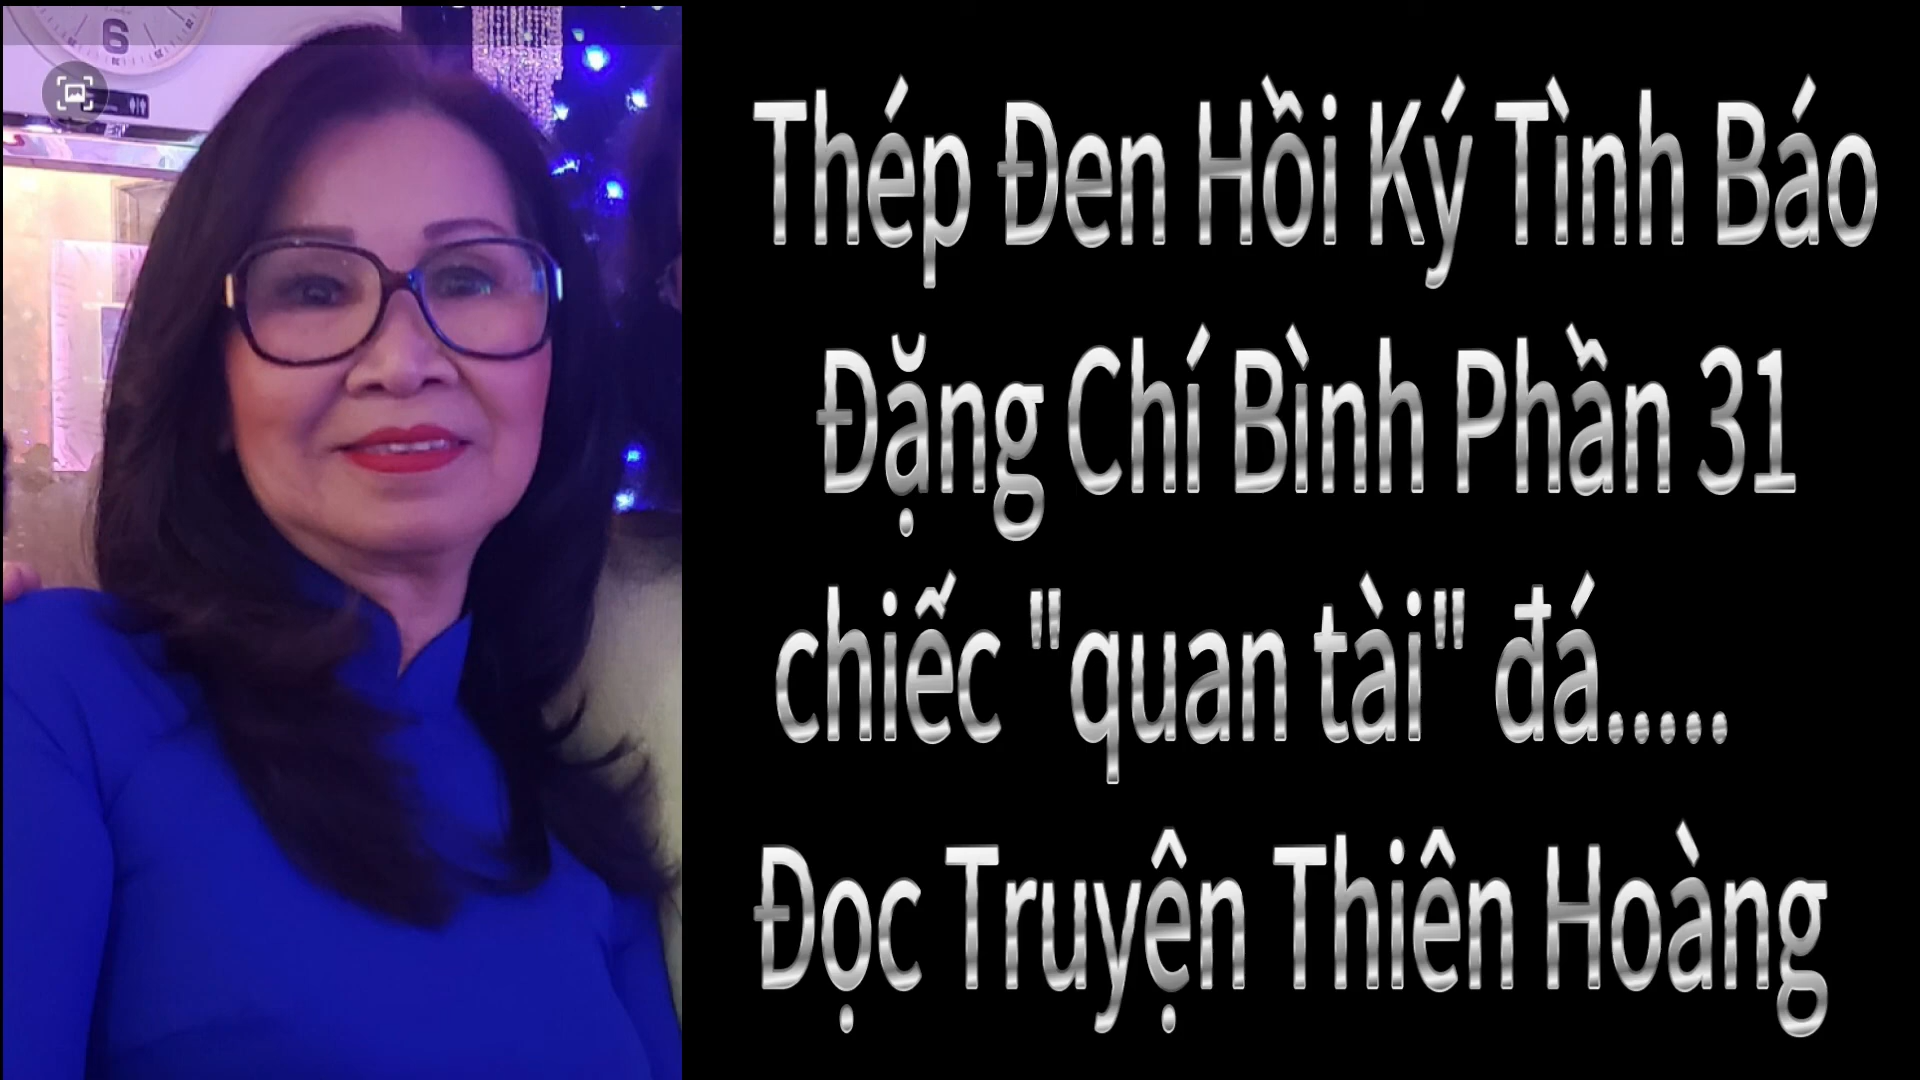 6
Thép Đen Hồi Ký Tình Báo
Đặng Chí Bình Phần 31
chiếc "quan tài" đá.....
Đọc Truyện Thiên Hoàng